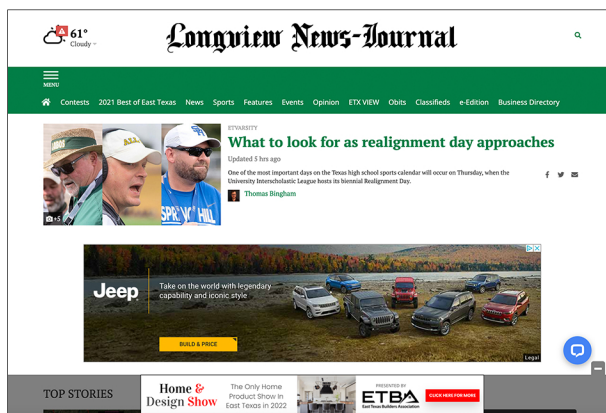 61°
Cloudy
Longview News-Journal
MENU
Contests 2021 Best of East Texas News Sports Features Events Opinion ETX VIEW Obits Classifieds e-Edition Business Directory
ETVARSITY
What to look for as realignment day approaches
Updated 5 hrs ago
One of the most important days on the Texas high school sports calendar will occur on Thursday, when the
University Interscholastic League hosts its biennial Realignment Day.
Thomas Bingham
+5
Jeep
Take on the world with legendary
capability and iconic style
BUILD & PRICE
Legal
TOP STORIES
Home &
Design Show
The Only Home
Product Show in
East Texas in 2022
PRESENTED BY
ETBA
East Texas Builders Association
CLICK HERE FOR MORE